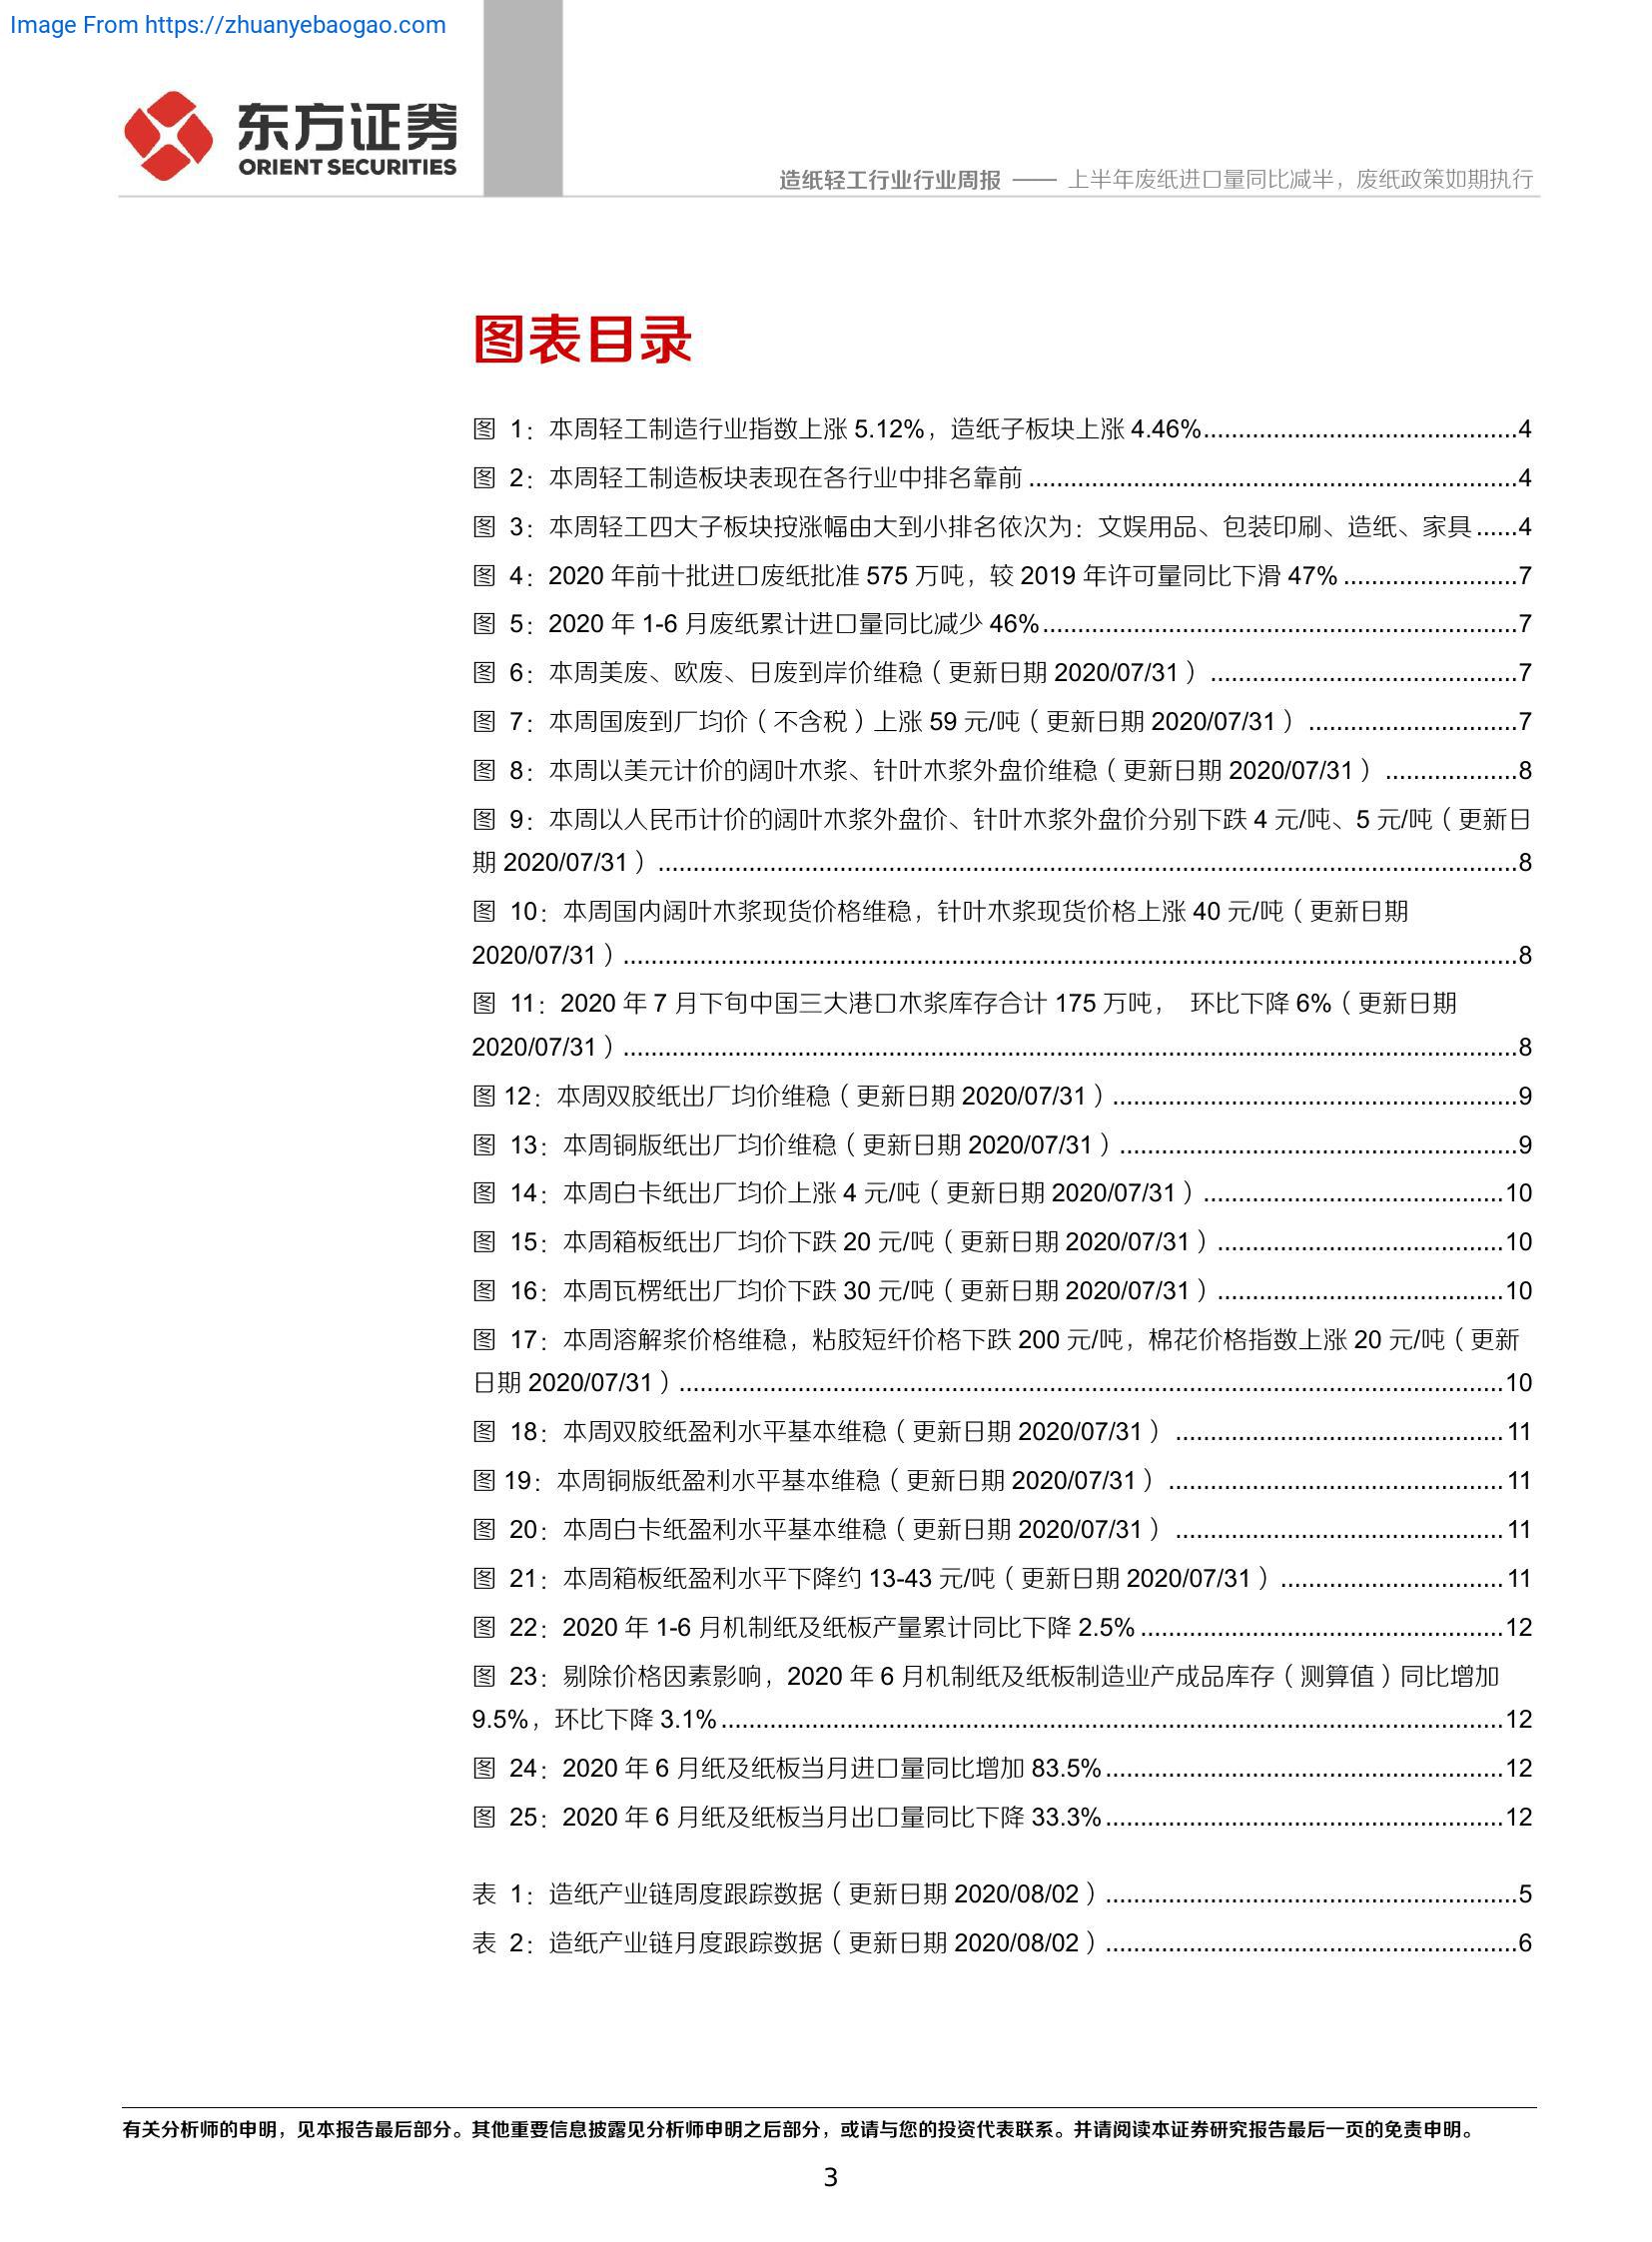 Image From https://zhuanyebaogao.com
东方证券
ORIENT SECURITIES
造纸轻工行业行业周报 —— 上半年废纸进口量同比减半，废纸政策如期执行
图表目录
图 1：本周轻工制造行业指数上涨 5.12%，造纸子板块上涨 4.46%.............................................4
图 2：本周轻工制造板块表现在各行业中排名靠前 ......................................................................4
图 3：本周轻工四大子板块按涨幅由大到小排名依次为：文娱用品、包装印刷、造纸、家具 ......4
图 4：2020 年前十批进口废纸批准 575 万吨，较 2019 年许可量同比下滑 47% .........................7
图 5：2020 年 1-6 月废纸累计进口量同比减少 46%....................................................................7
图 6：本周美废、欧废、日废到岸价维稳（更新日期 2020/07/31） ............................................7
图 7：本周国废到厂均价（不含税）上涨 59 元/吨（更新日期 2020/07/31） ..............................7
图 8：本周以美元计价的阔叶木浆、针叶木浆外盘价维稳（更新日期 2020/07/31） ...................8
图 9：本周以人民币计价的阔叶木浆外盘价、针叶木浆外盘价分别下跌 4 元/吨、5 元/吨（更新日
期 2020/07/31） ...........................................................................................................................8
图 10：本周国内阔叶木浆现货价格维稳，针叶木浆现货价格上涨 40 元/吨（更新日期
2020/07/31）................................................................................................................................8
图 11：2020 年 7 月下旬中国三大港口木浆库存合计 175 万吨， 环比下降 6%（更新日期
2020/07/31）................................................................................................................................8
图 12：本周双胶纸出厂均价维稳（更新日期 2020/07/31）..........................................................9
图 13：本周铜版纸出厂均价维稳（更新日期 2020/07/31）.........................................................9
图 14：本周白卡纸出厂均价上涨 4 元/吨（更新日期 2020/07/31）...........................................10
图 15：本周箱板纸出厂均价下跌 20 元/吨（更新日期 2020/07/31）.........................................10
图 16：本周瓦楞纸出厂均价下跌 30 元/吨（更新日期 2020/07/31）.........................................10
图 17：本周溶解浆价格维稳，粘胶短纤价格下跌 200 元/吨，棉花价格指数上涨 20 元/吨（更新
日期 2020/07/31）......................................................................................................................10
图 18：本周双胶纸盈利水平基本维稳（更新日期 2020/07/31） ...............................................11
图 19：本周铜版纸盈利水平基本维稳（更新日期 2020/07/31） ................................................11
图 20：本周白卡纸盈利水平基本维稳（更新日期 2020/07/31） ...............................................11
图 21：本周箱板纸盈利水平下降约 13-43 元/吨（更新日期 2020/07/31）................................11
图 22：2020 年 1-6 月机制纸及纸板产量累计同比下降 2.5%....................................................12
图 23：剔除价格因素影响，2020 年 6 月机制纸及纸板制造业产成品库存（测算值）同比增加
9.5%，环比下降 3.1%................................................................................................................12
图 24：2020 年 6 月纸及纸板当月进口量同比增加 83.5%.........................................................12
图 25：2020 年 6 月纸及纸板当月出口量同比下降 33.3%.........................................................12
表 1：造纸产业链周度跟踪数据（更新日期 2020/08/02）...........................................................5
表 2：造纸产业链月度跟踪数据（更新日期 2020/08/02）...........................................................6
有关分析师的申明，见本报告最后部分。其他重要信息披露见分析师申明之后部分，或请与您的投资代表联系。并请阅读本证券研究报告最后一页的免责申明。
3